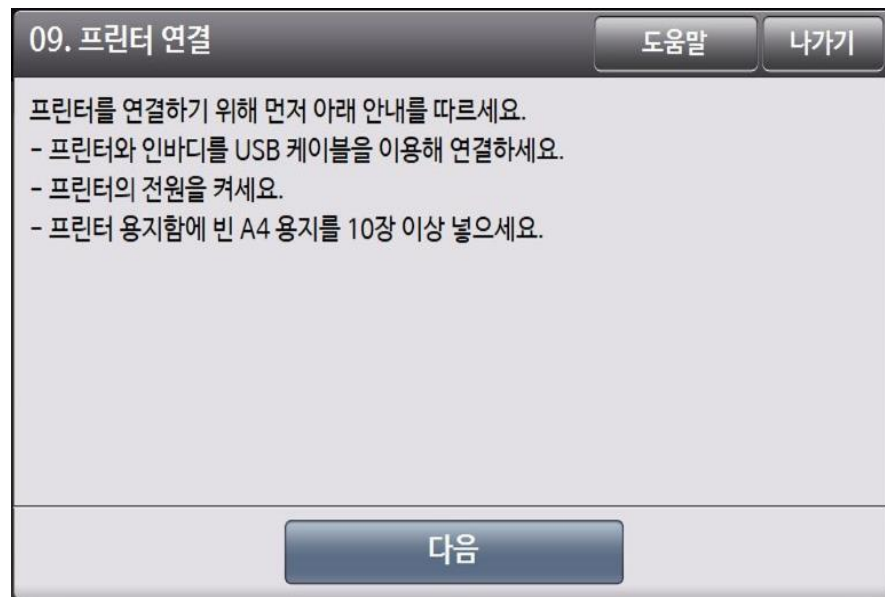 09. 프린터 연결
도움말
나가기
프린터를 연결하기 위해 먼저 아래 안내를 따르세요.
- 프린터와 인바디를 USB 케이블을 이용해 연결하세요.
- 프린터의 전원을 켜세요.
- 프린터 용지함에 빈 A4 용지를 10장 이상 넣으세요.
다음